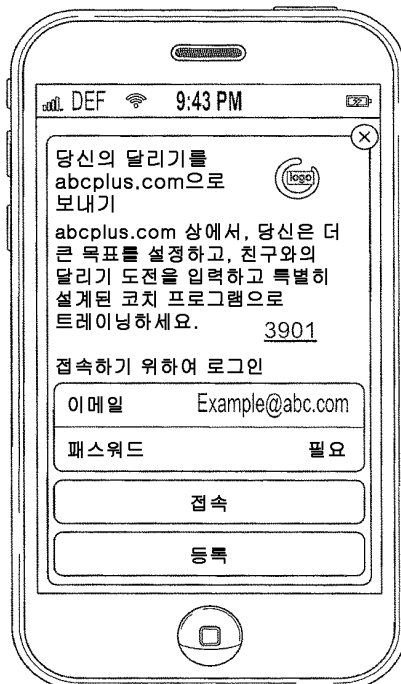 DEF 9:43 PM
당신의 달리기를
abcplus.com으로
보내기
logo
abcplus.com 상에서, 당신은 더
큰 목표를 설정하고, 친구와의
달리기 도전을 입력하고 특별히
설계된 코치 프로그램으로
트레이닝하세요.
3901
접속하기 위하여 로그인
이메일 Example@abc.com
패스워드 필요
접속
등록